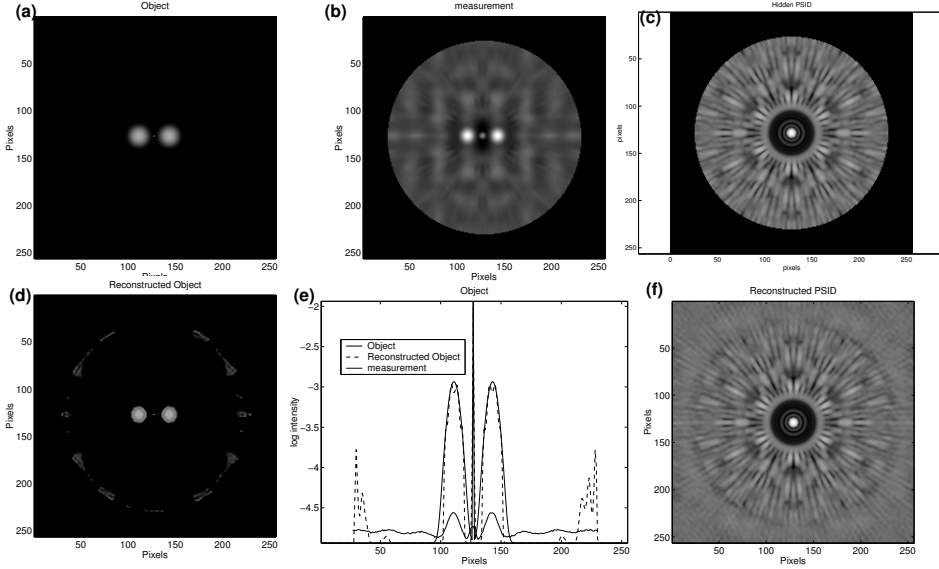 (a)
Object
Pixels
50
100
150
200
250
50
100
150
200
250
Pixels
(b)
measurement
Pixels
50
100
150
200
250
50
100
150
200
250
Pixels
(c)
Hidden PSID
pixels
0
50
100
150
200
250
0
50
100
150
200
250
pixels
(d)
Reconstructed Object
Pixels
50
100
150
200
250
50
100
150
200
250
Pixels
(e)
Object
log intensity
−2
−2.5
−3
−3.5
−4
−4.5
Object
Reconstructed Object
measurement
50
100
150
200
250
Pixels
(f)
Reconstructed PSID
Pixels
50
100
150
200
250
50
100
150
200
250
Pixels